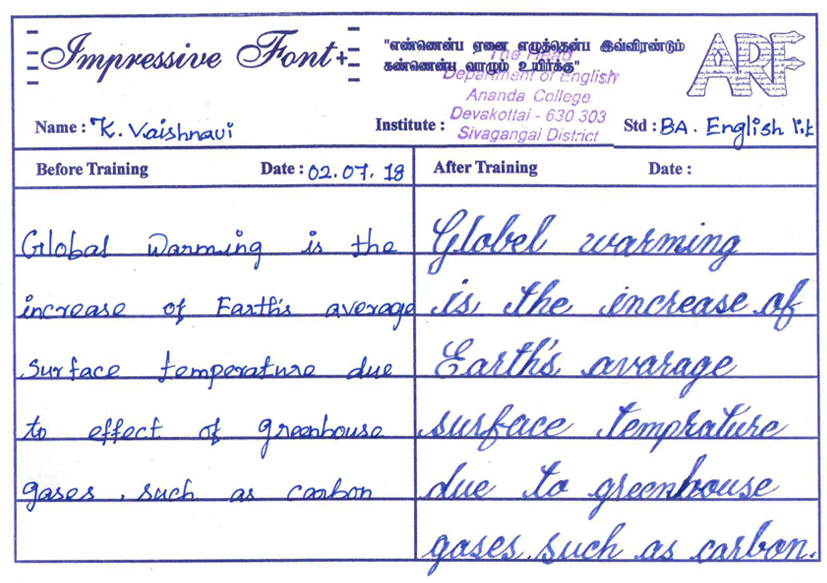 Impressive Font+
"எண்ணென்ப ஏனை எழுத்தென்ப இவ்விரண்டும்
கண்ணென்ப வாழும் உயிர்க்கு"
ARF
The Head
Department of English
Ananda College
Devakottai - 630 303
Sivagangai District
Name : K. Vaishnavi
Institute :
Std : BA. English lit
Before Training Date : 02.07.18
After Training Date :
Global warming is the
increase of Earth's average
surface temperature due
to effect of greenhouse
gases, such as carbon
Globel warming
is the increase of
Earth's avarage
surface temprature
due to greenhouse
gases such as carbon.